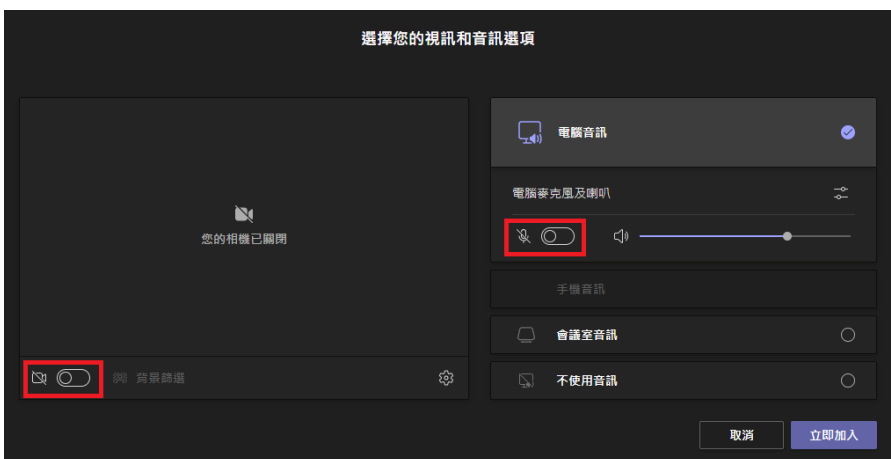 選擇您的視訊和音訊選項
您的相機已關閉
背景篩選
電腦音訊
電腦麥克風及喇叭
手機音訊
會議室音訊
不使用音訊
取消
立即加入